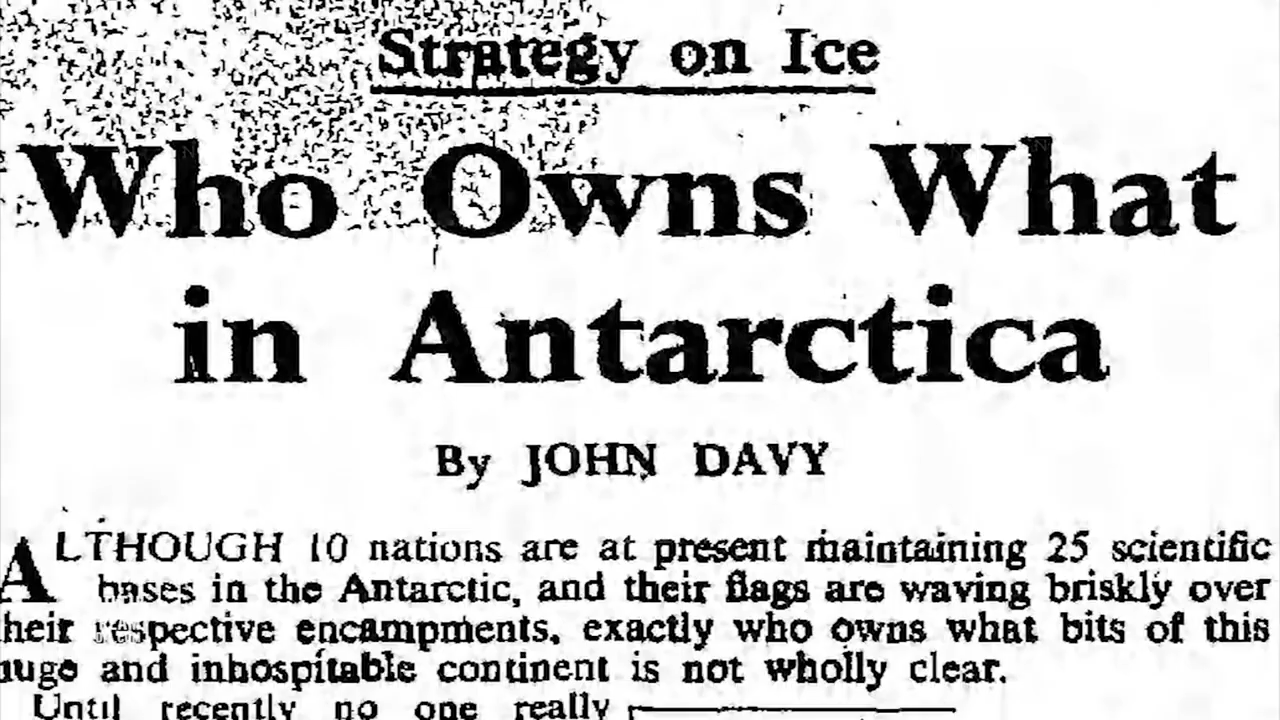 Strategy on Ice
Who Owns What
in Antarctica
By JOHN DAVY
ALTHOUGH 10 nations are at present maintaining 25 scientific
bases in the Antarctic, and their flags are waving briskly over
their respective encampments, exactly who owns what bits of this
huge and inhospitable continent is not wholly clear.
Until recently no one really